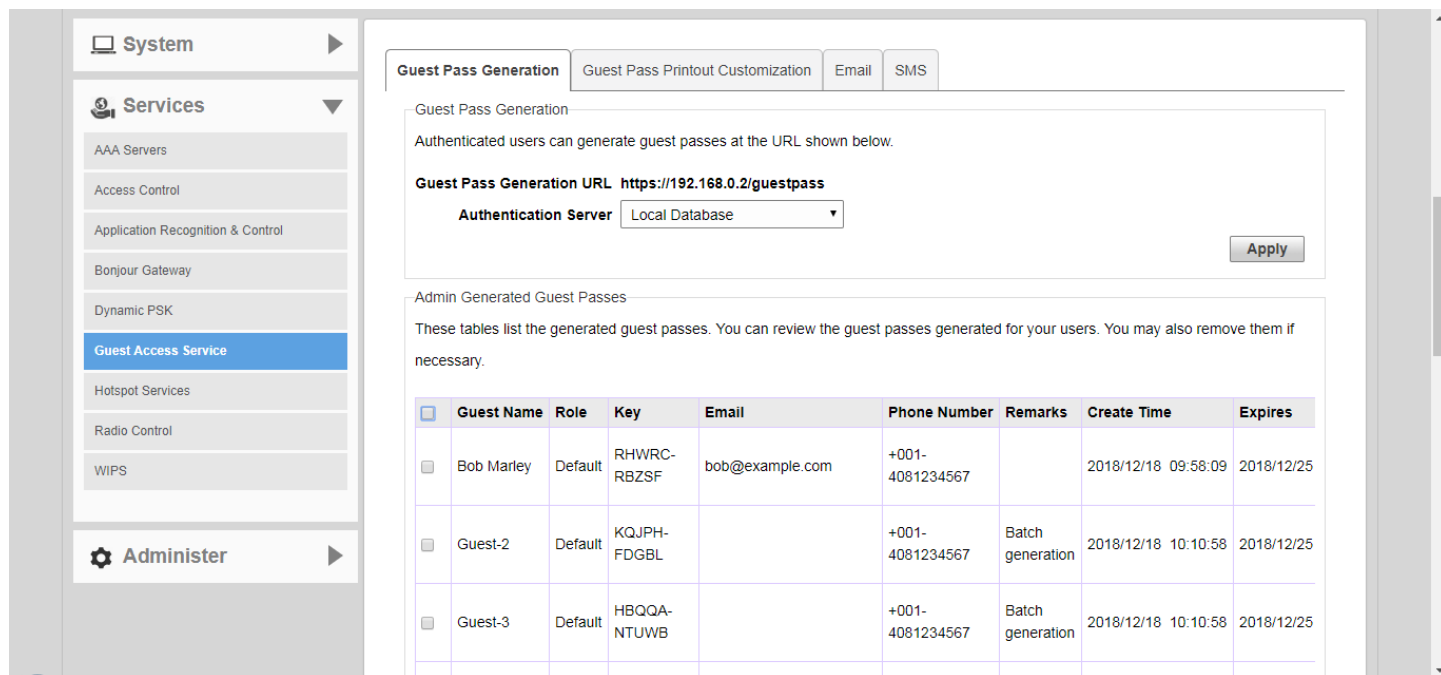 System
Services
AAA Servers
Access Control
Application Recognition & Control
Bonjour Gateway
Dynamic PSK
Guest Access Service
Hotspot Services
Radio Control
WIPS
Administer
Guest Pass Generation Guest Pass Printout Customization Email SMS
Guest Pass Generation
Authenticated users can generate guest passes at the URL shown below.
Guest Pass Generation URL https://192.168.0.2/guestpass
Authentication Server Local Database
Apply
Admin Generated Guest Passes
These tables list the generated guest passes. You can review the guest passes generated for your users. You may also remove them if
necessary.
Guest Name Role Key Email Phone Number Remarks Create Time Expires
Bob Marley Default RHWRC-RBZSF bob@example.com +001-4081234567 2018/12/18 09:58:09 2018/12/25
Guest-2 Default KQJPH-FDGBL +001-4081234567 Batch generation 2018/12/18 10:10:58 2018/12/25
Guest-3 Default HBQQA-NTUWB +001-4081234567 Batch generation 2018/12/18 10:10:58 2018/12/25